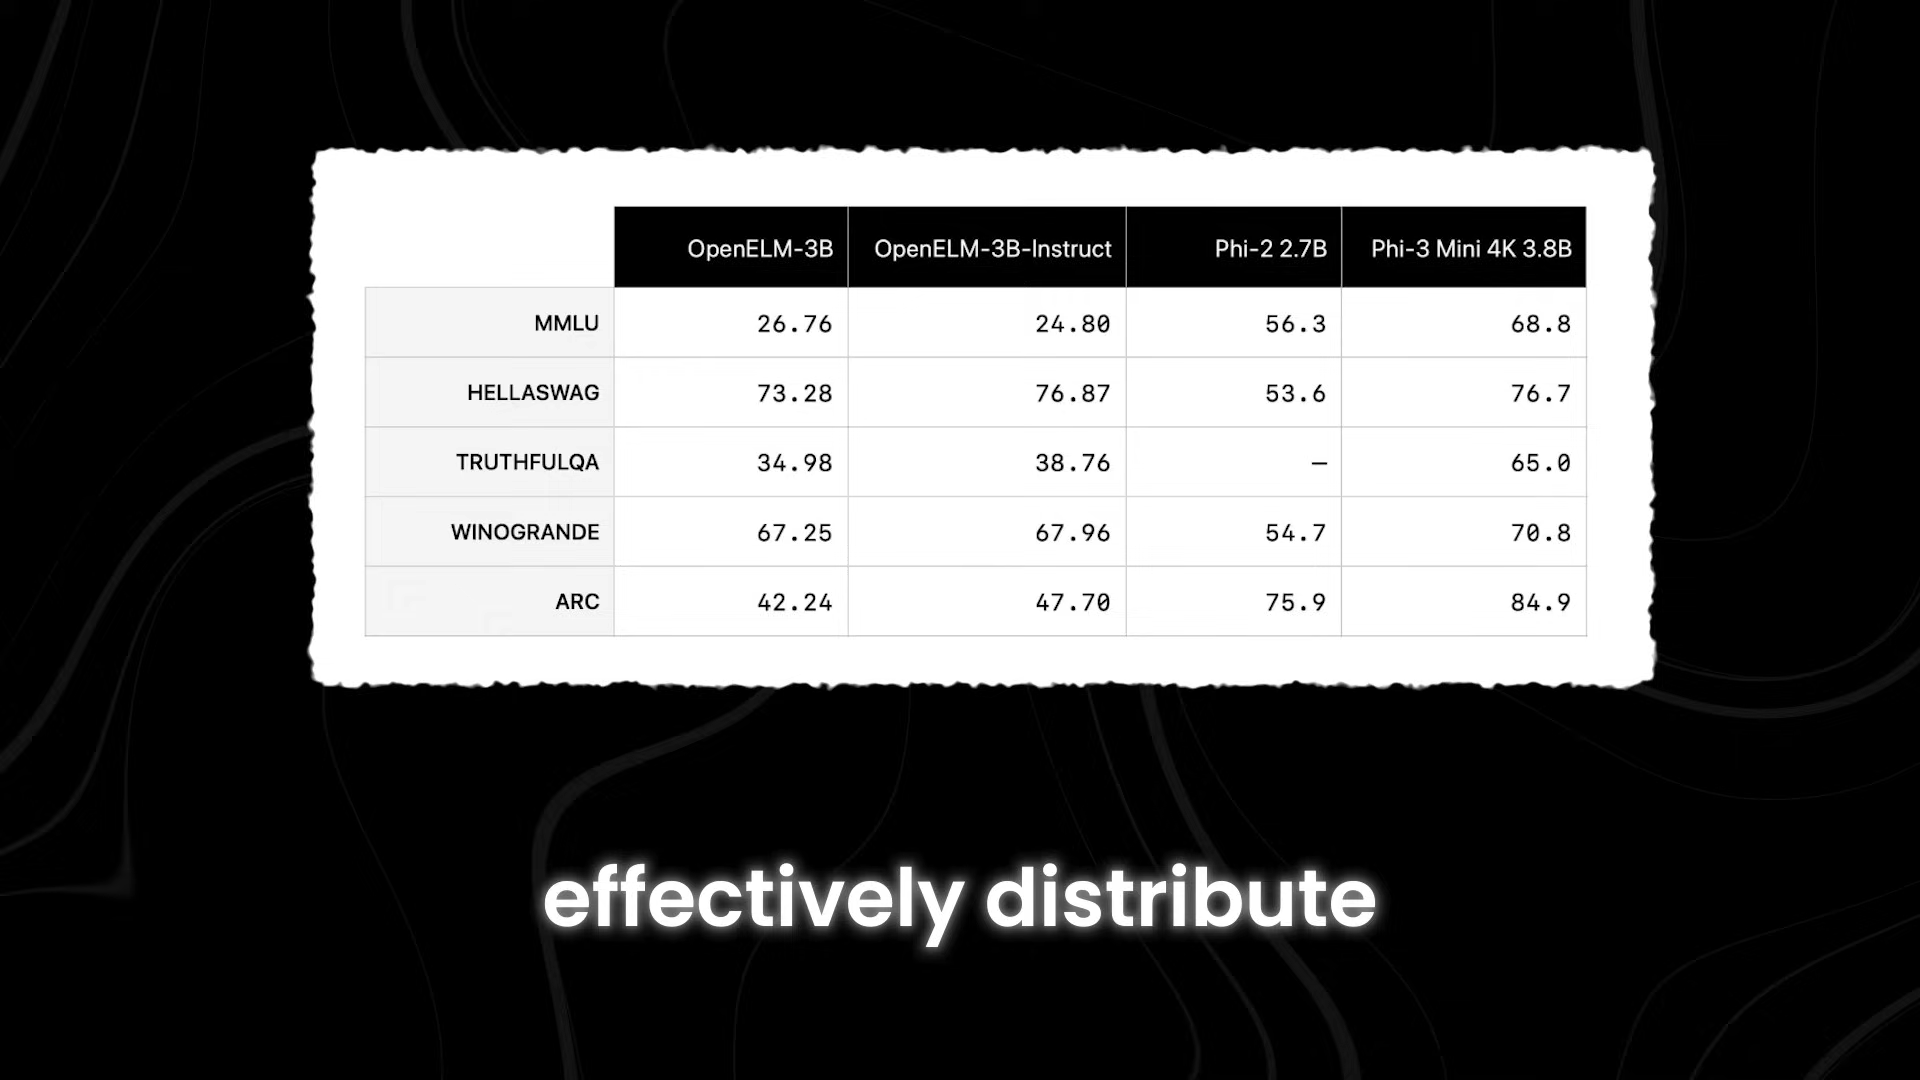 OpenELM-3B OpenELM-3B-Instruct Phi-2 2.7B Phi-3 Mini 4K 3.8B
MMLU 26.76 24.80 56.3 68.8
HELLASWAG 73.28 76.87 53.6 76.7
TRUTHFULQA 34.98 38.76 — 65.0
WINOGRANDE 67.25 67.96 54.7 70.8
ARC 42.24 47.70 75.9 84.9
effectively distribute